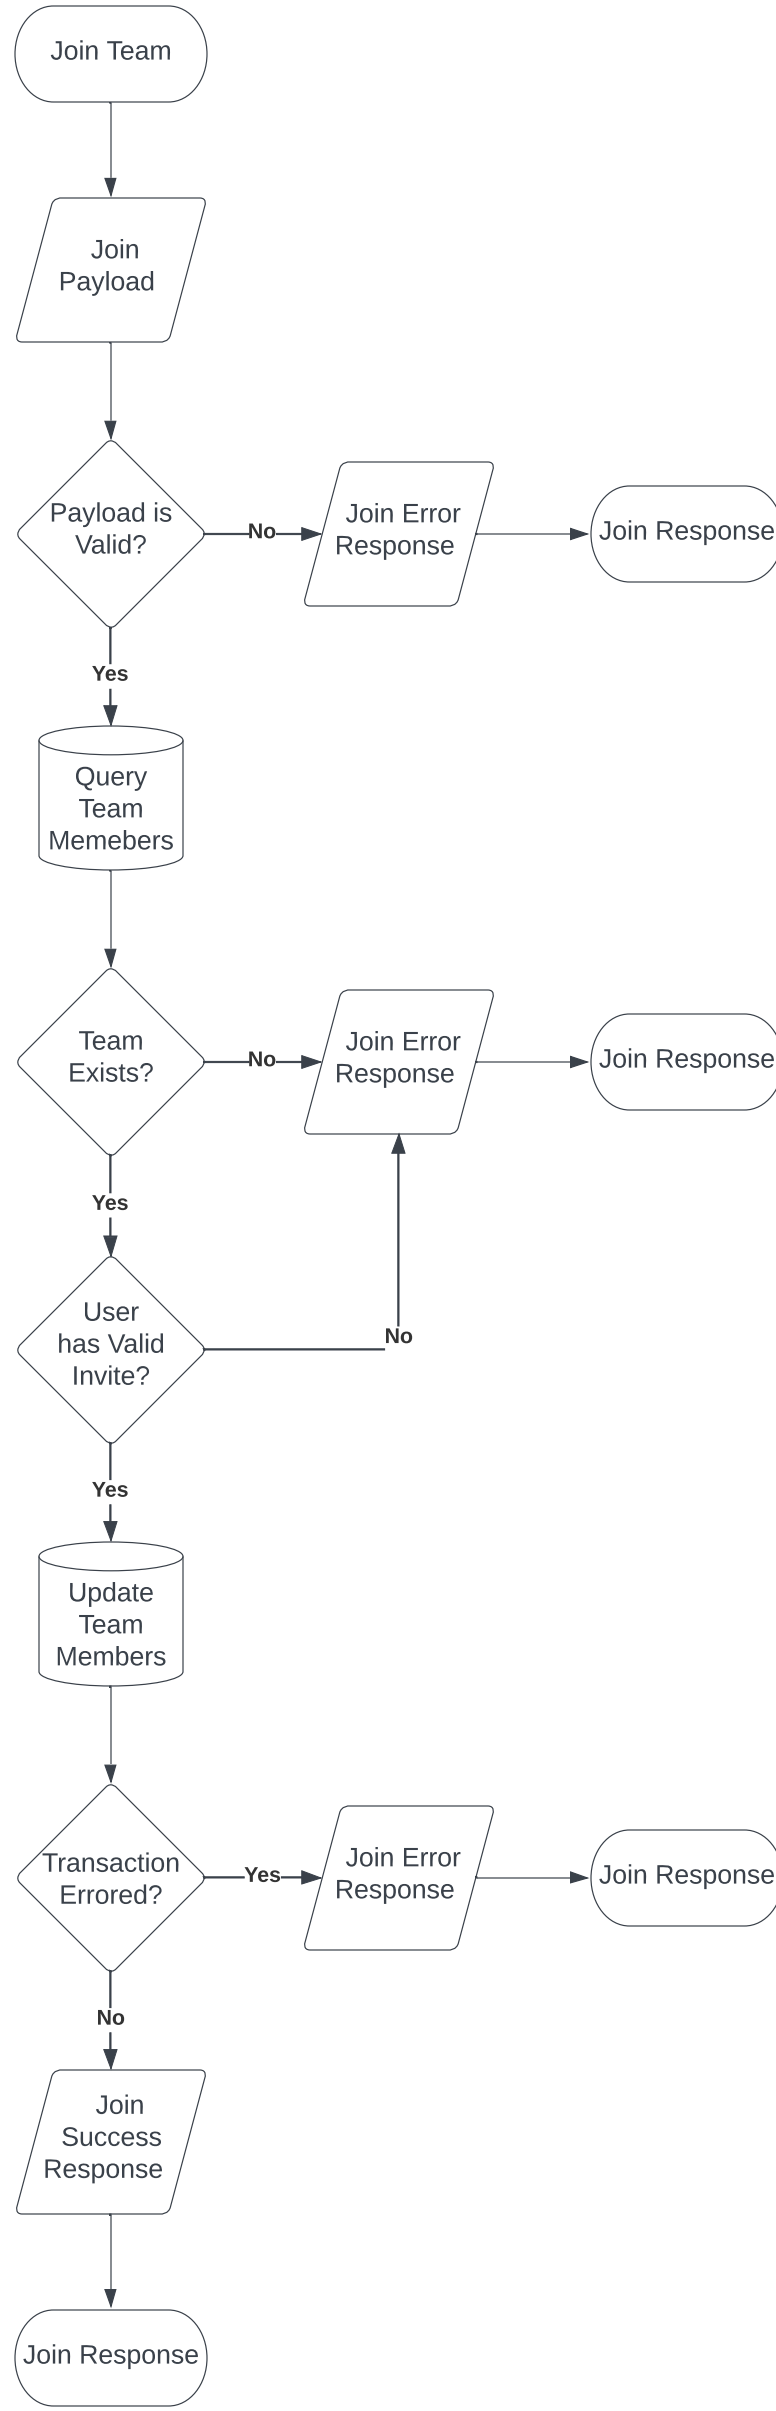 Join Team
Join
Payload
Payload is
Valid?
No
Join Error
Response
Join Response
Yes
Query
Team
Memebers
Team
Exists?
No
Join Error
Response
Join Response
Yes
User
has Valid
Invite?
No
Yes
Update
Team
Members
Transaction
Errored?
Yes
Join Error
Response
Join Response
No
Join
Success
Response
Join Response